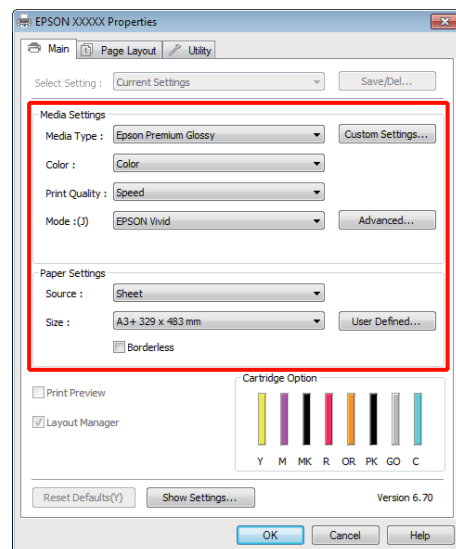 EPSON XXXXX Properties
Main Page Layout Utility
Select Setting : Current Settings Save/Del...
Media Settings
Media Type : Epson Premium Glossy Custom Settings...
Color : Color
Print Quality : Speed
Mode :(J) EPSON Vivid Advanced...
Paper Settings
Source : Sheet
Size : A3+ 329 x 483 mm User Defined...
Borderless
Cartridge Option
Print Preview
Layout Manager
Y M MK R OR PK GO C
Reset Defaults(Y) Show Settings... Version 6.70
OK Cancel Help